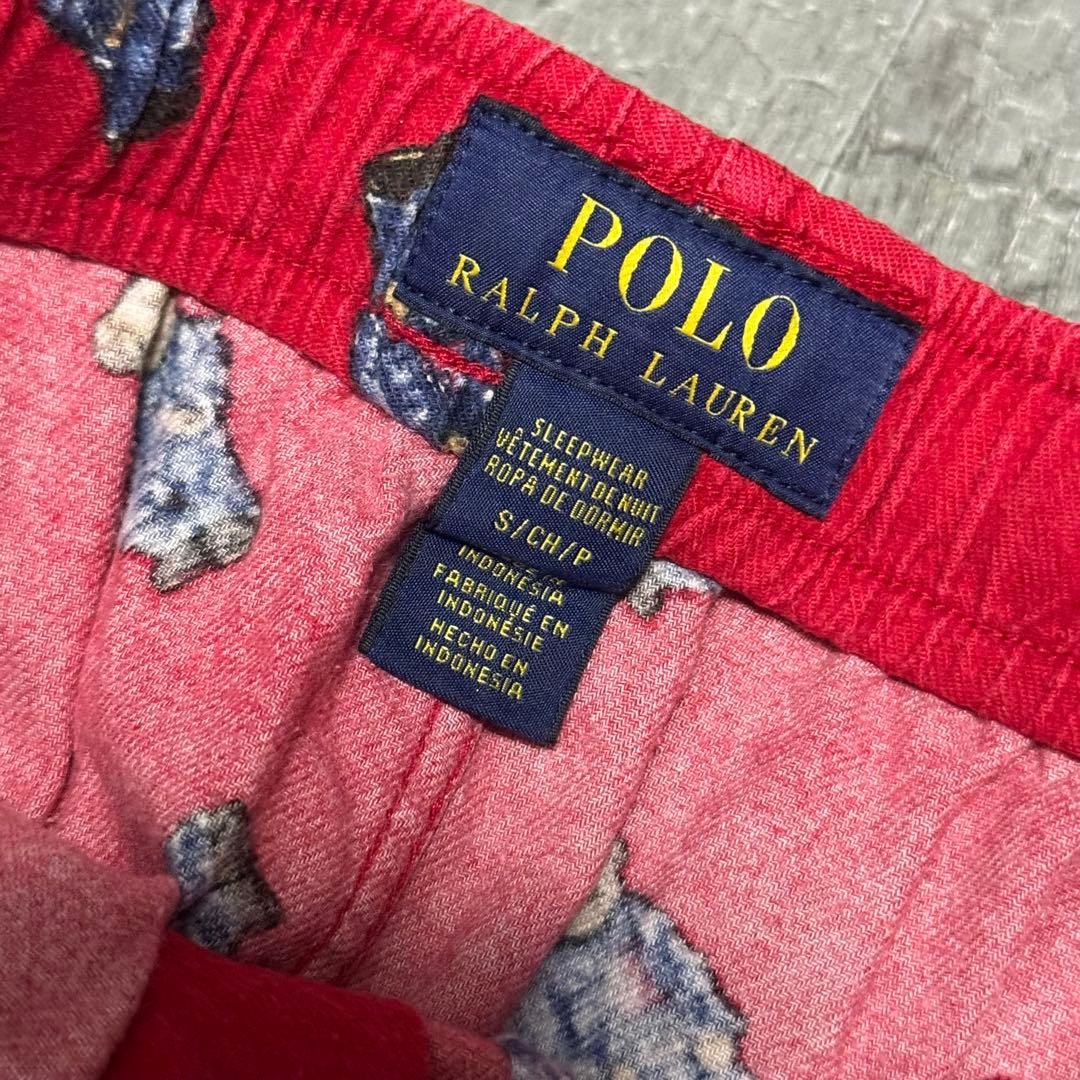 POLO
RALPH LAUREN
SLEEPWEAR
VÊTEMENT DE NUIT
ROPA DE DORMIR
S/CH/P
INDONESIA
FABRIQUÉ EN
INDONÉSIE
HECHO EN
INDONESIA